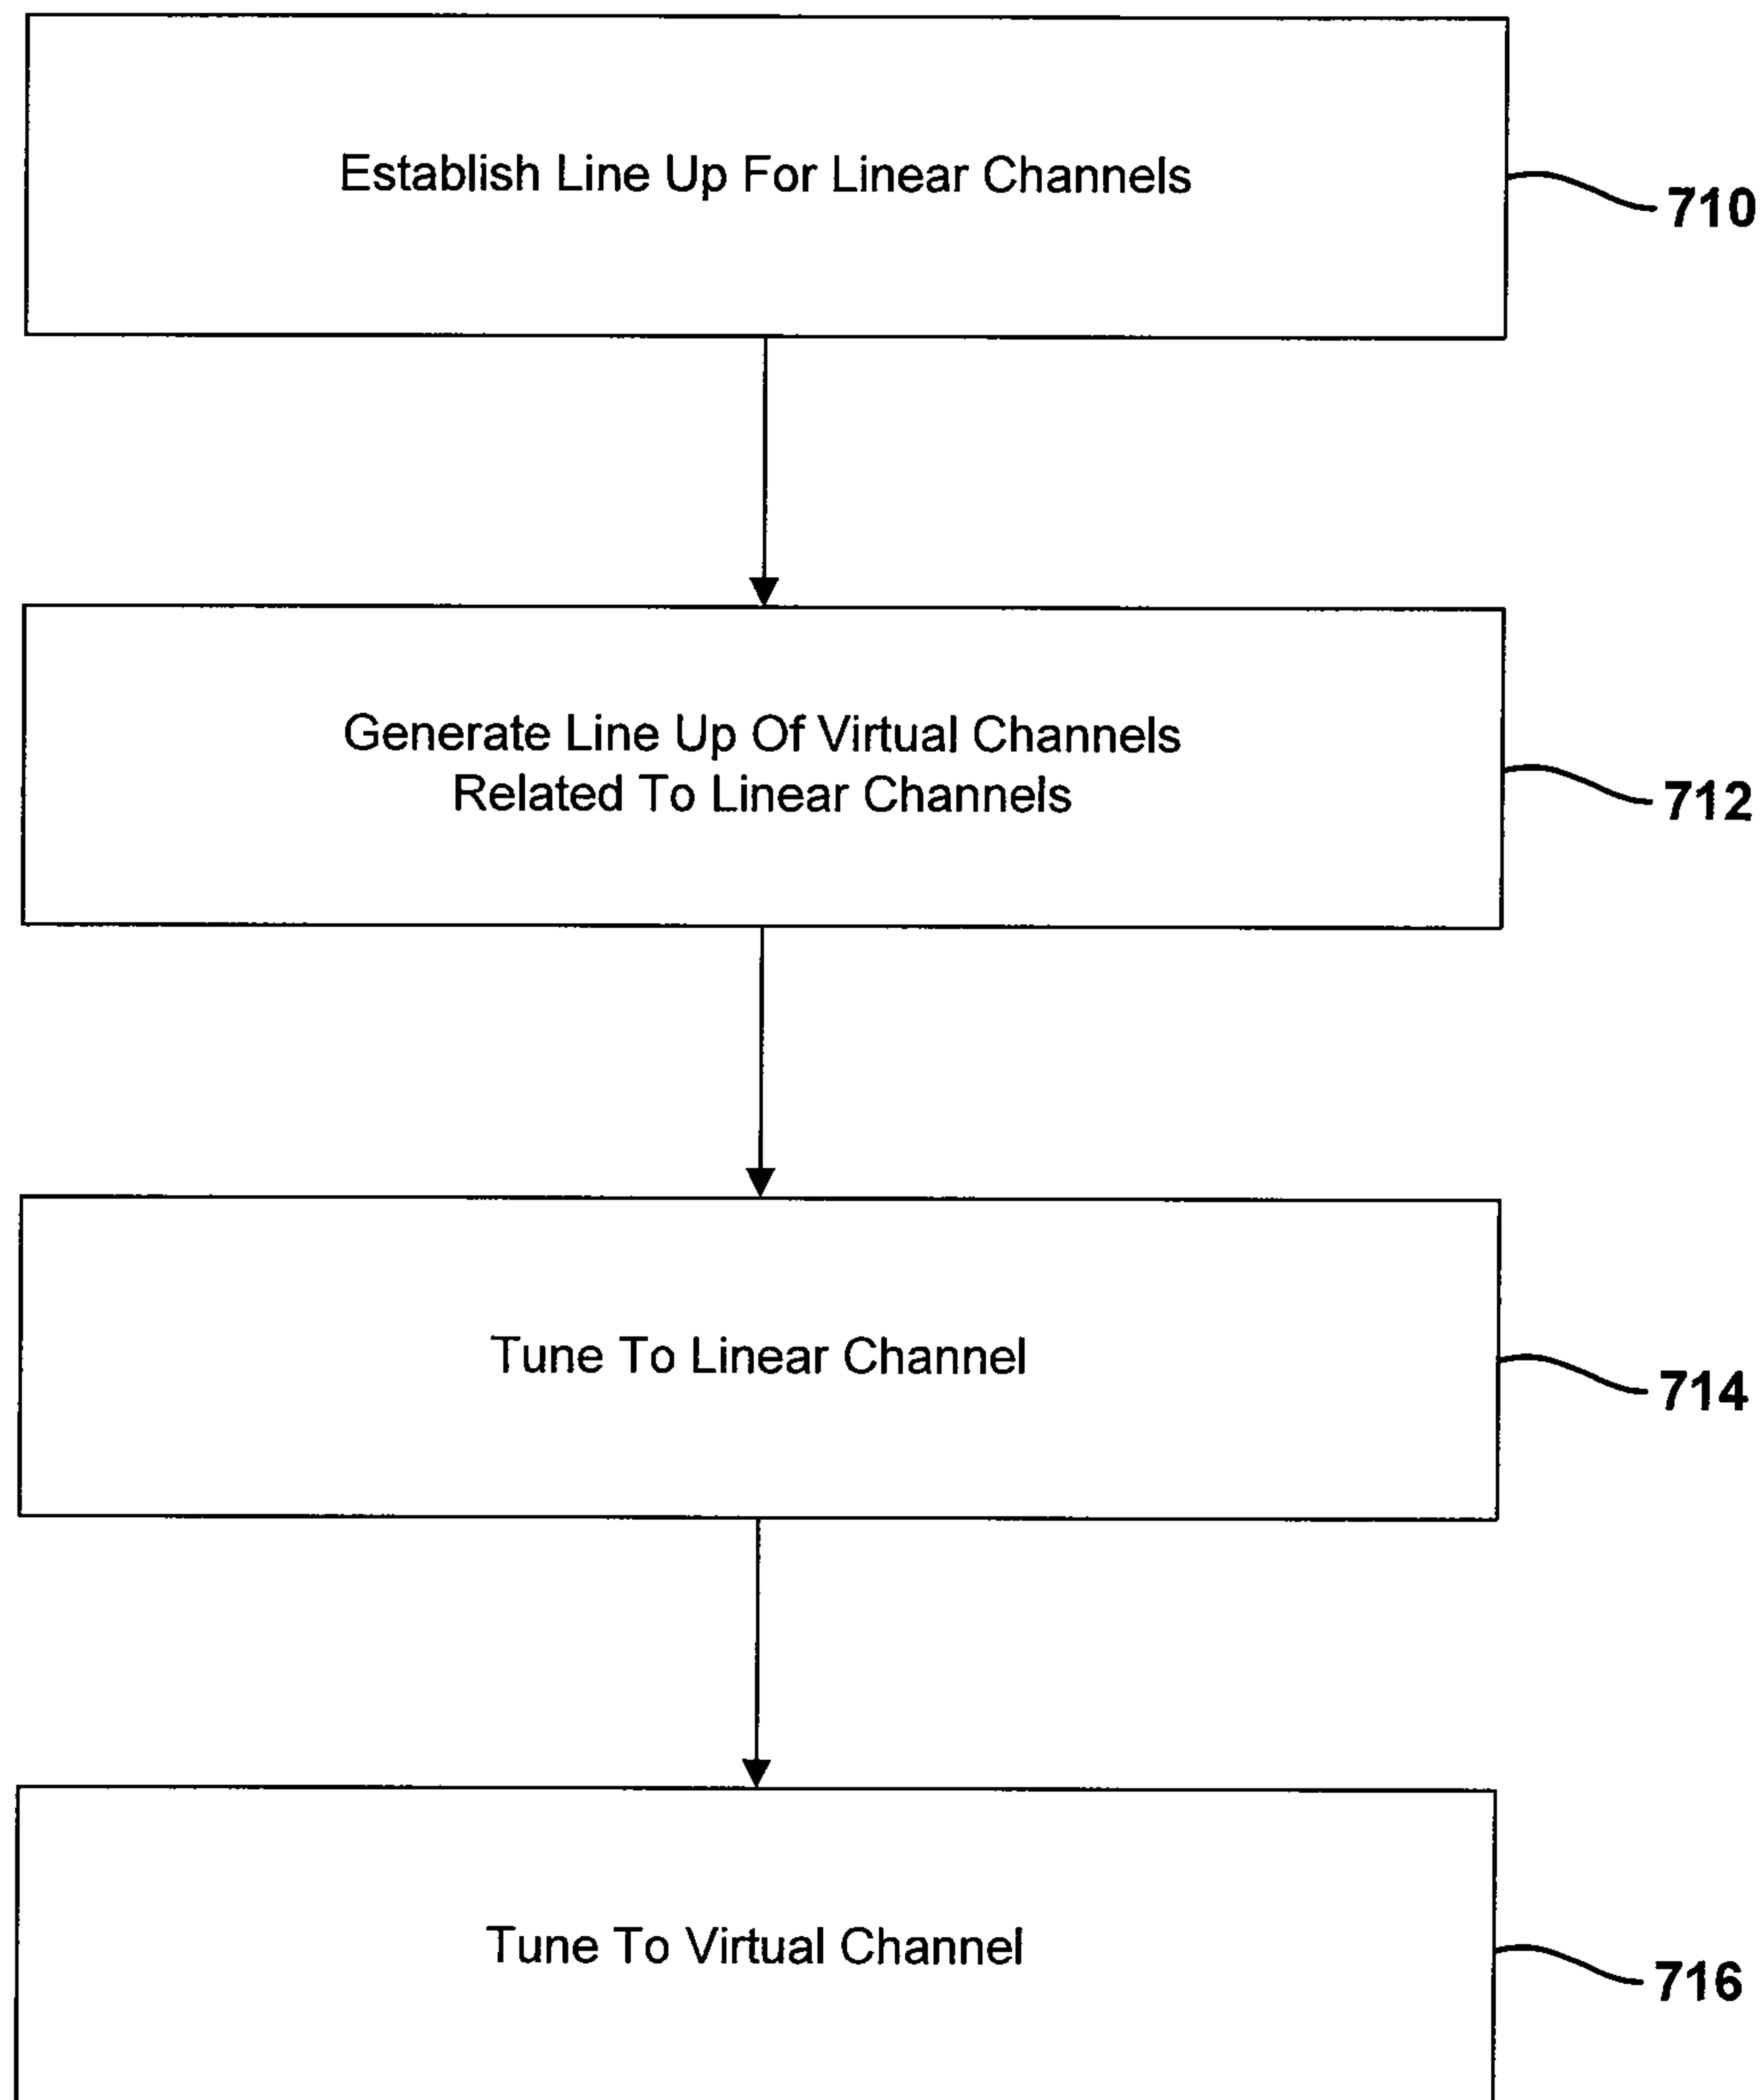 Establish Line Up For Linear Channels
710
Generate Line Up Of Virtual Channels
Related To Linear Channels
712
Tune To Linear Channel
714
Tune To Virtual Channel
716